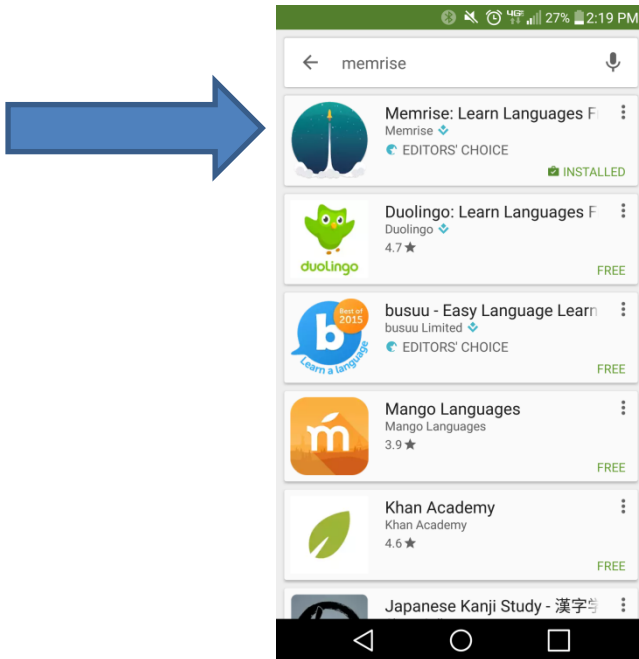 4GE 27% 2:19 PM
memrise
Memrise: Learn Languages F
Memrise
EDITORS' CHOICE
INSTALLED
Duolingo: Learn Languages F
Duolingo
4.7★
duolingo
FREE
busuu - Easy Language Learn
busuu Limited
EDITORS' CHOICE
Best of
2015
b
Learn a language
FREE
Mango Languages
Mango Languages
3.9★
m
FREE
Khan Academy
Khan Academy
4.6★
FREE
Japanese Kanji Study - 漢字学